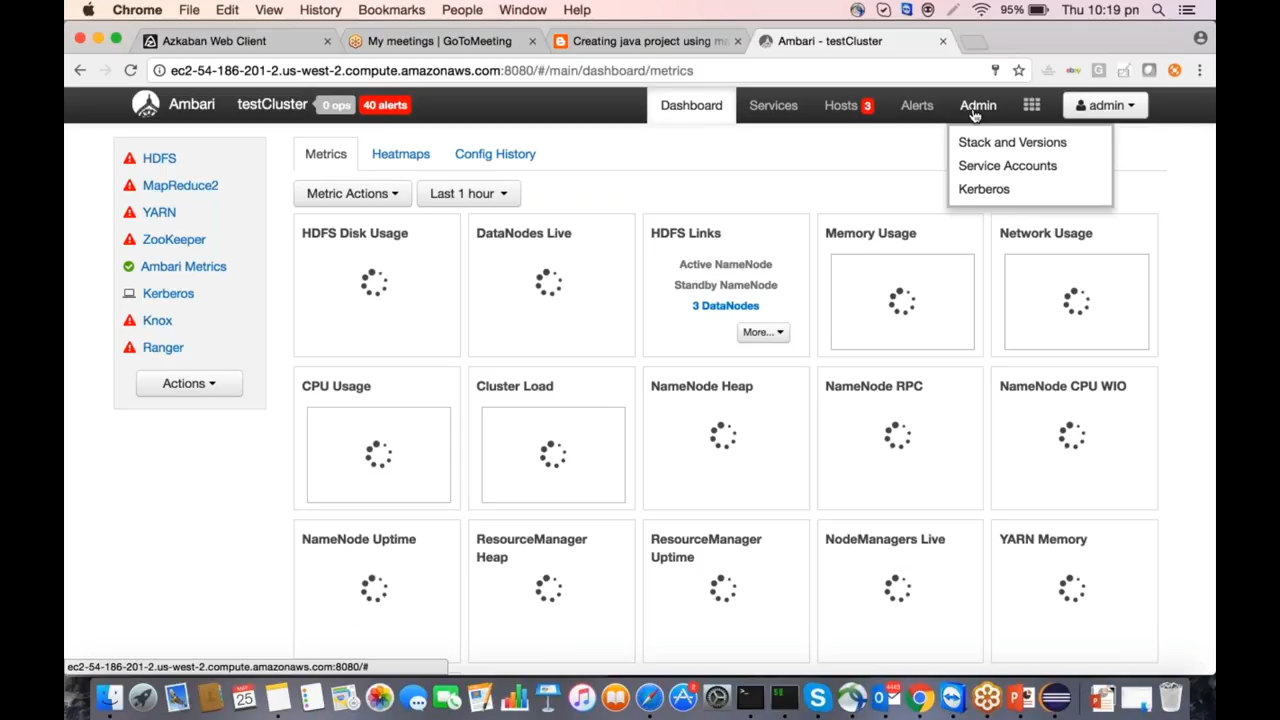 Chrome File Edit View History Bookmarks People Window Help 95% Thu 10:19 pm
Azkaban Web Client
My meetings | GoToMeeting
Creating java project using m
Ambari - testCluster
ec2-54-186-201-2.us-west-2.compute.amazonaws.com:8080/#/main/dashboard/metrics
ebay
Ambari testCluster 0 ops 40 alerts Dashboard Services Hosts 3 Alerts Admin admin
Stack and Versions
Service Accounts
Kerberos
HDFS
MapReduce2
YARN
ZooKeeper
Ambari Metrics
Kerberos
Knox
Ranger
Actions
Metrics Heatmaps Config History
Metric Actions Last 1 hour
HDFS Disk Usage
DataNodes Live
HDFS Links
Active NameNode
Standby NameNode
3 DataNodes
More...
Memory Usage
Network Usage
CPU Usage
Cluster Load
NameNode Heap
NameNode RPC
NameNode CPU WIO
NameNode Uptime
ResourceManager
Heap
ResourceManager
Uptime
NodeManagers Live
YARN Memory
ec2-54-186-201-2.us-west-2.compute.amazonaws.com:8080/#